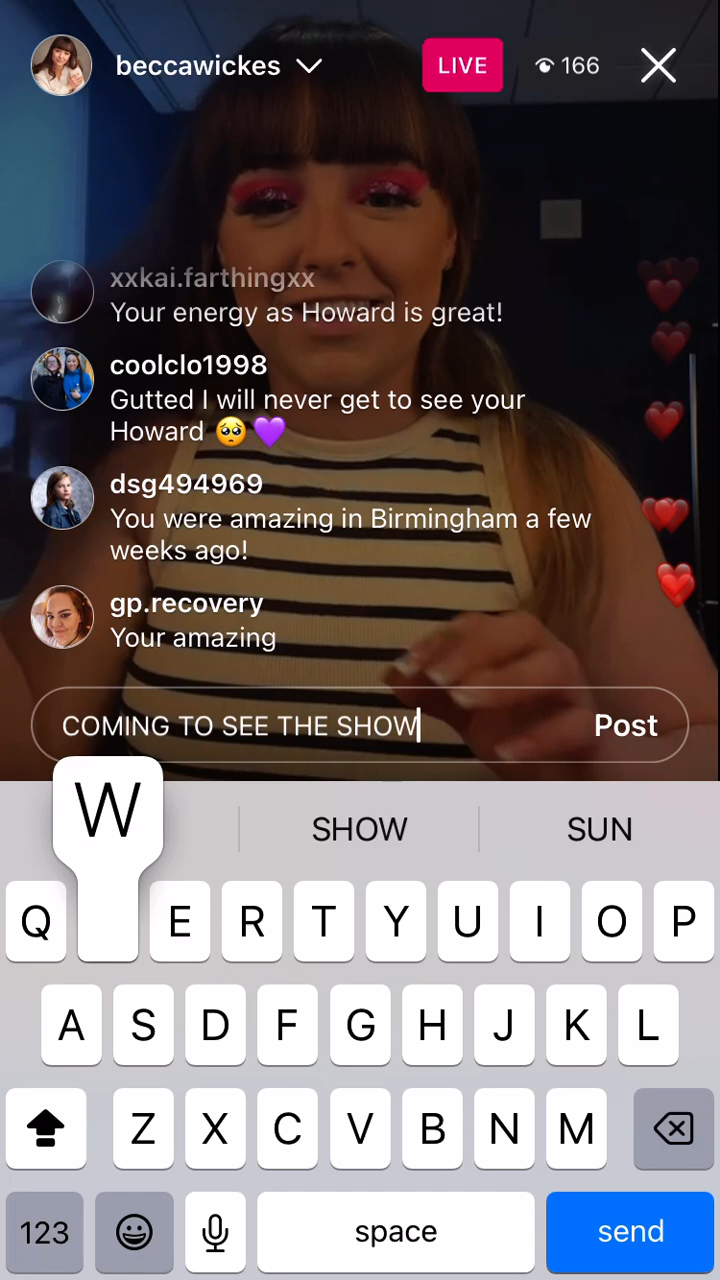 beccawickes
LIVE
166
xxkai.farthingxx
Your energy as Howard is great!
coolclo1998
Gutted I will never get to see your
Howard 🥺💜
dsg494969
You were amazing in Birmingham a few
weeks ago!
gp.recovery
Your amazing
COMING TO SEE THE SHOW Post
W
SHOW SUN
Q E R T Y U I O P
A S D F G H J K L
Z X C V B N M
123 space send